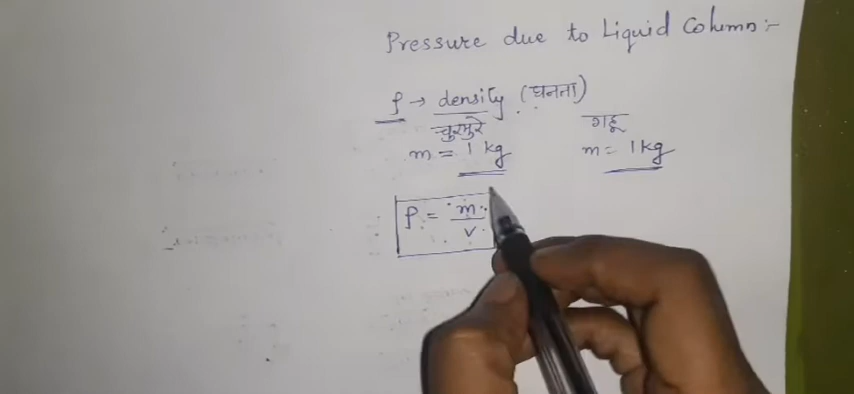 Pressure due to Liquid Column :-
ρ → density (घनता)
चुरमुरे
गहू
m = 1 kg
m = 1 kg
ρ = m/v